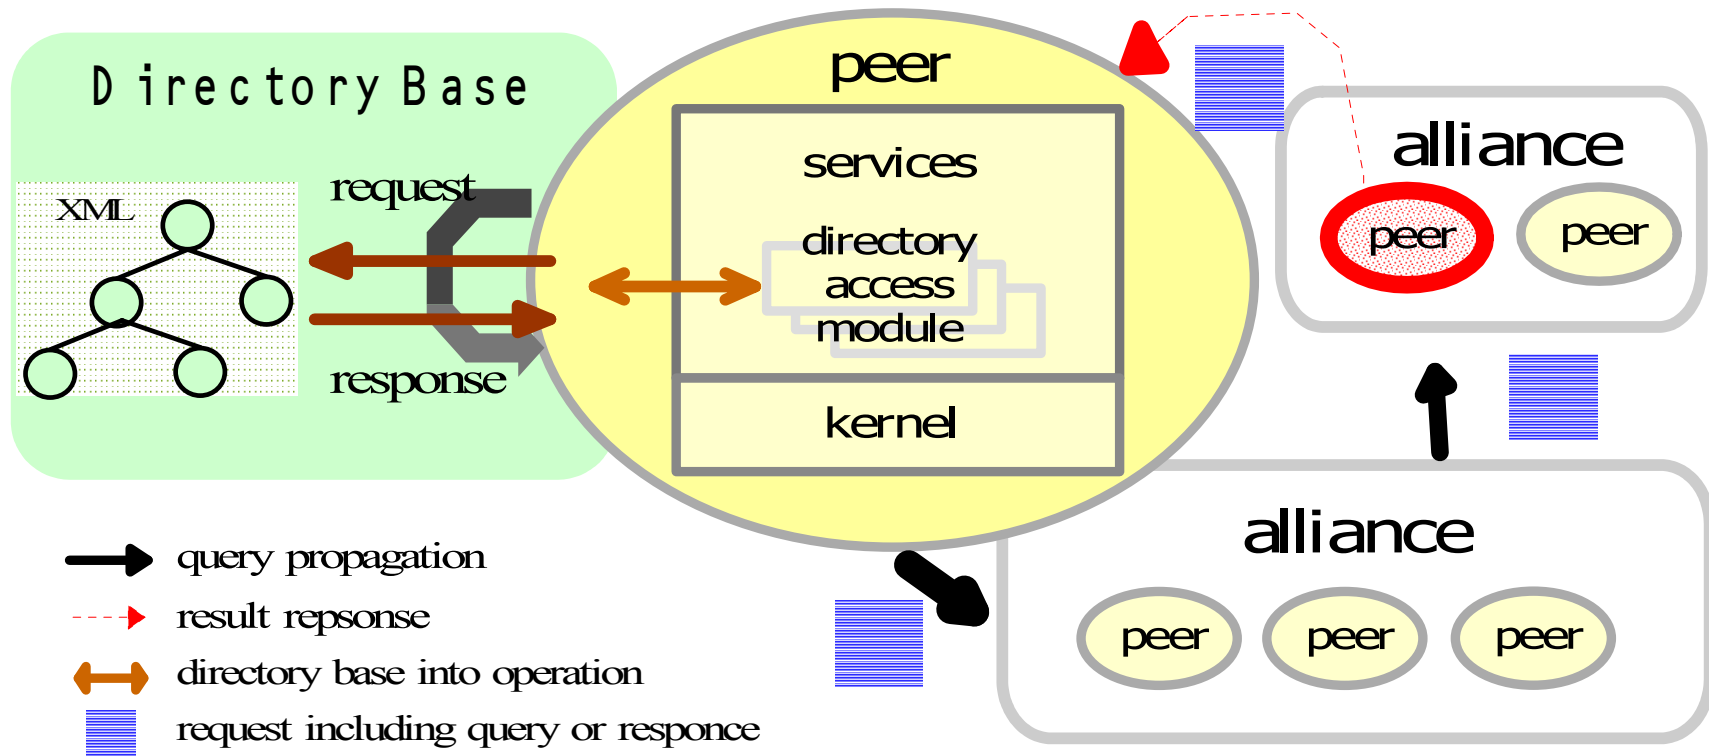 Directory Base
XML
request
response
peer
services
directory
access
module
kernel
alliance
peer
peer
alliance
peer
peer
peer
query propagation
result repsonse
directory base into operation
request including query or responce